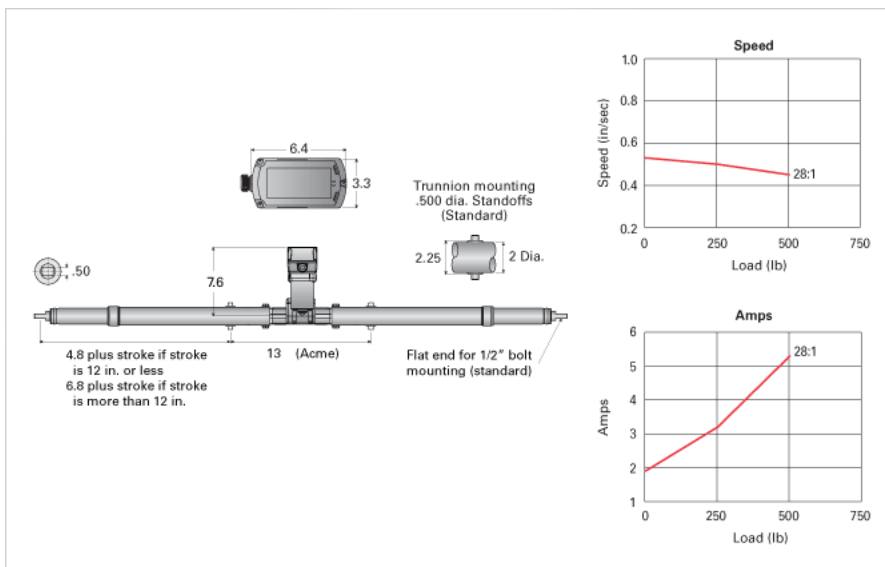 6.4
3.3
Trunnion mounting
.500 dia. Standoffs
(Standard)
2.25
2 Dia.
7.6
.50
4.8 plus stroke if stroke
is 12 in. or less
6.8 plus stroke if stroke
is more than 12 in.
13 (Acme)
Flat end for 1/2" bolt
mounting (standard)
Speed
1.0
0.8
0.6
0.4
0.2
Speed (in/sec)
28:1
0 250 500 750
Load (lb)
Amps
6
5
4
3
2
1
Amps
28:1
0 250 500 750
Load (lb)